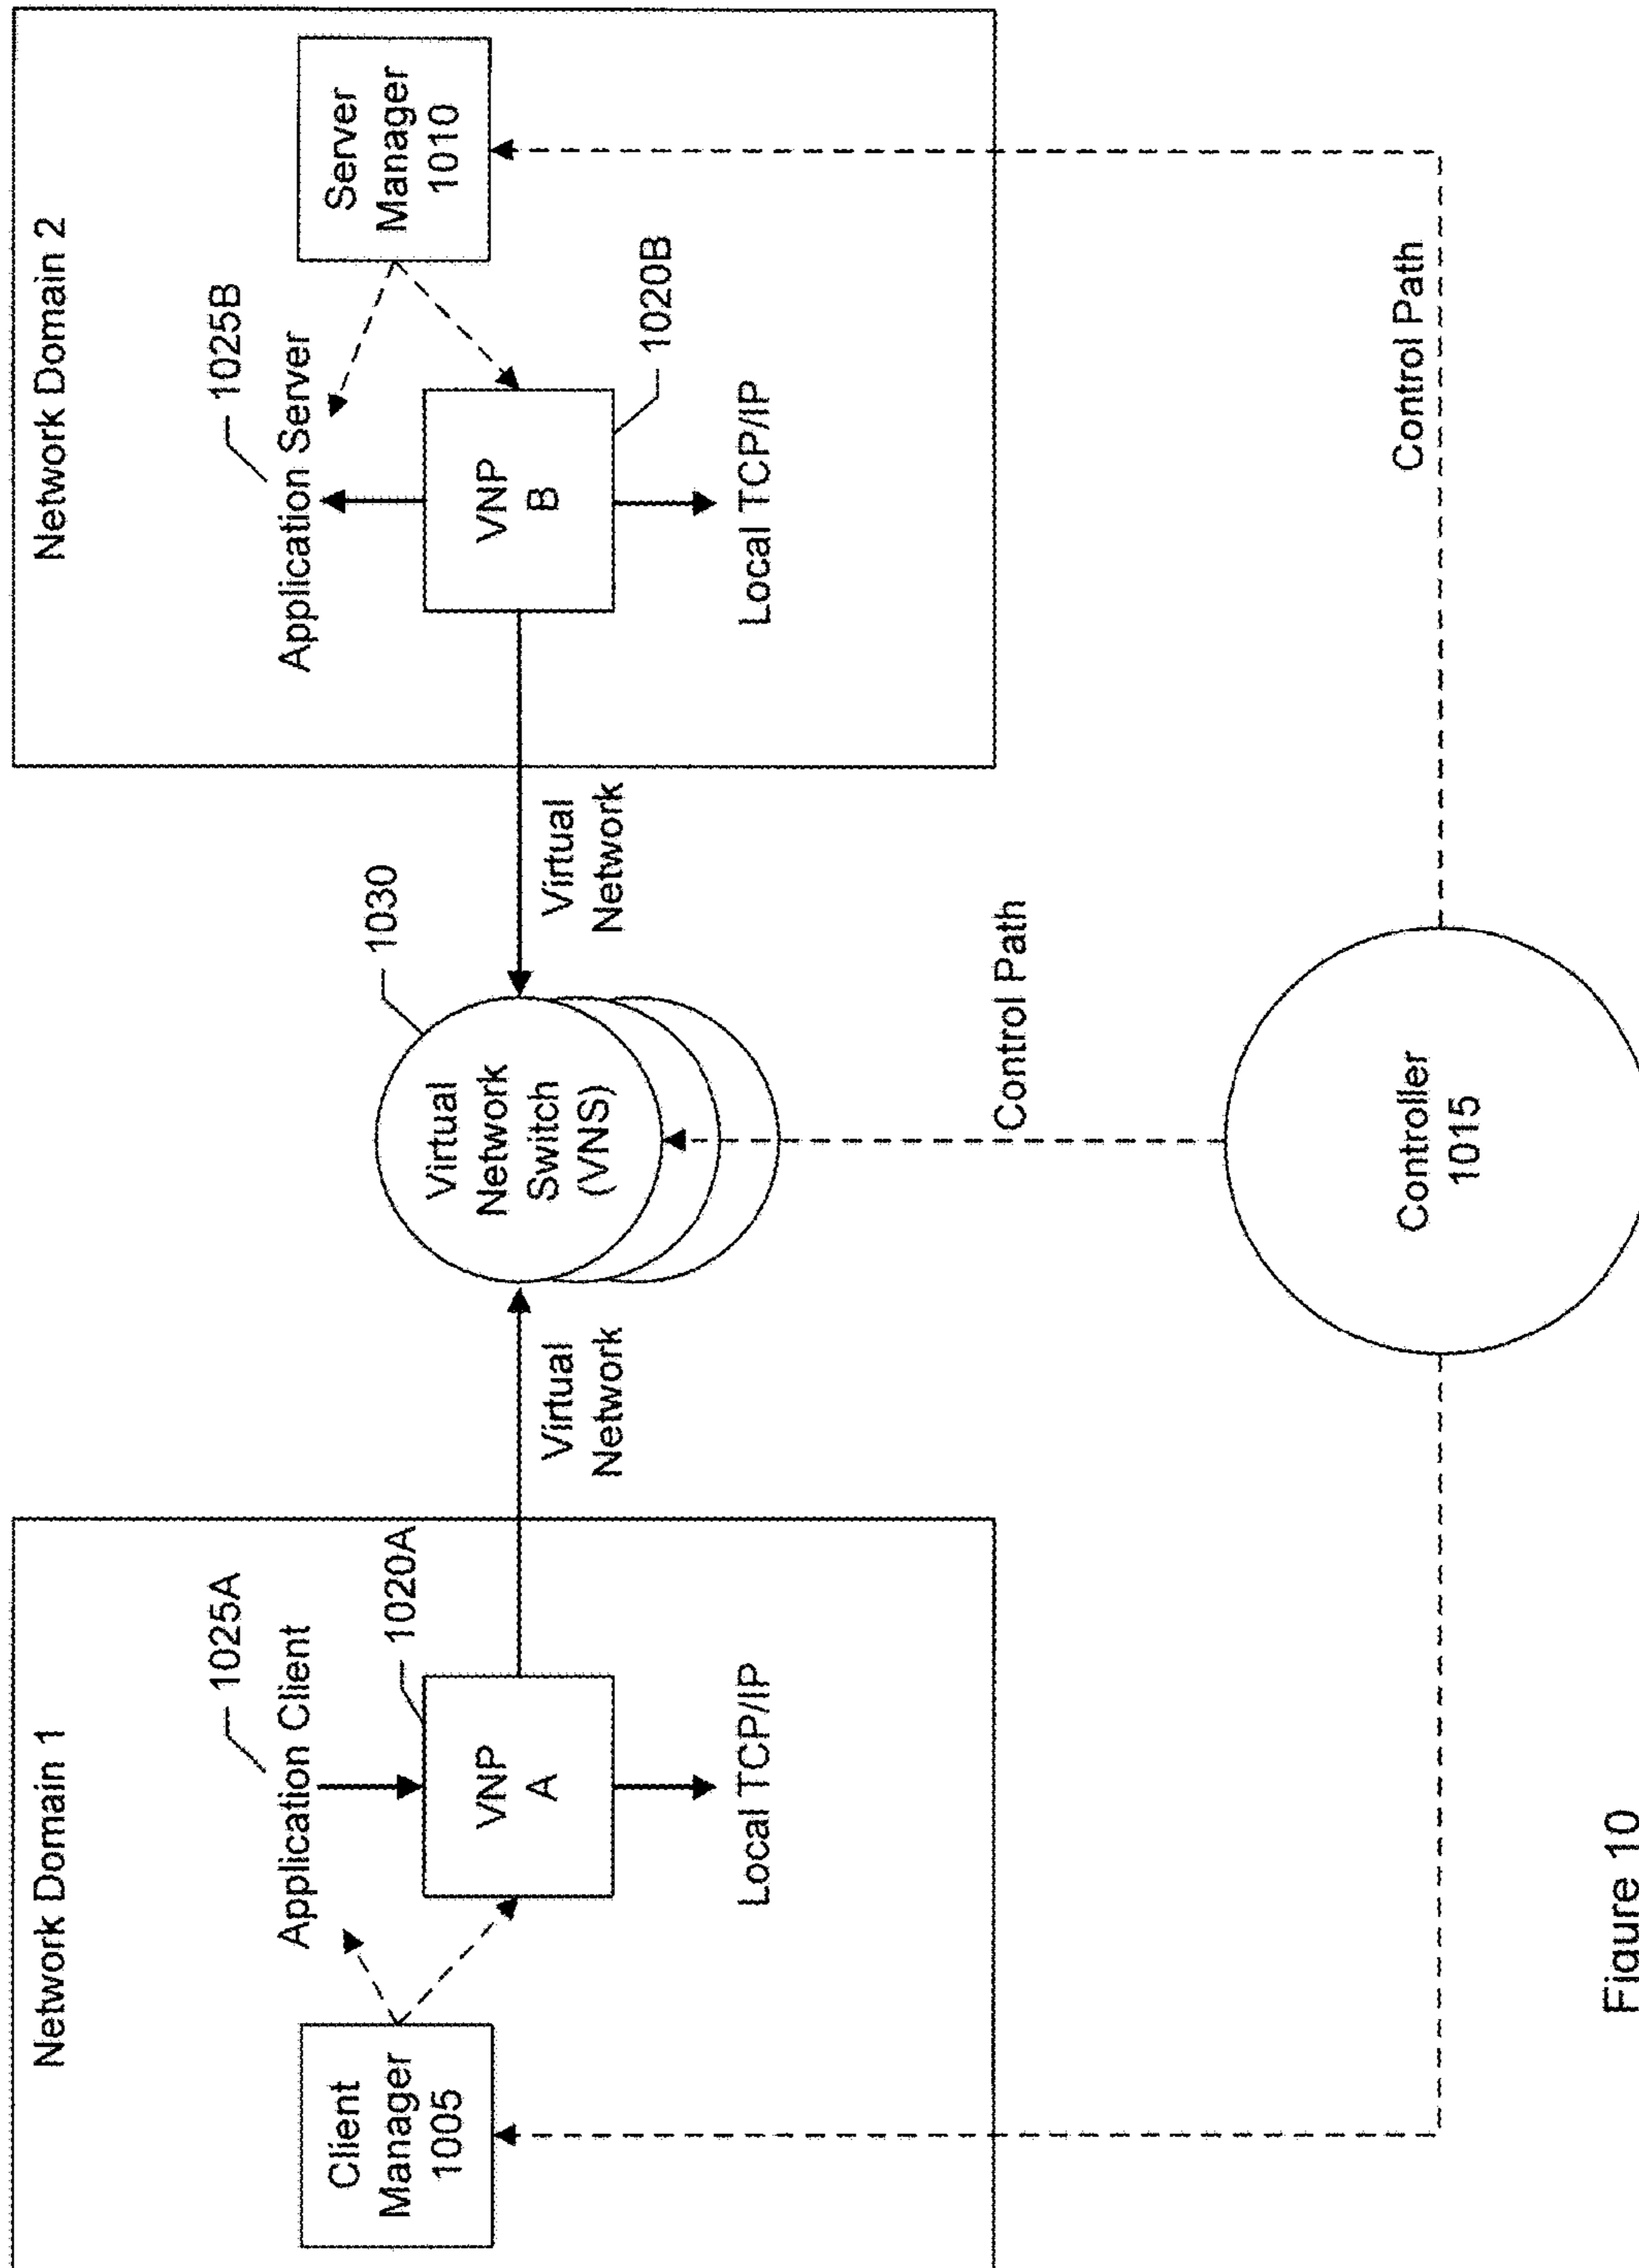 Network Domain 1
1025A
Application Client
1020A
Client
Manager
1005
VNP
A
Local TCP/IP
Virtual
Network
1030
Virtual
Network
Switch
(VNS)
Virtual
Network
Network Domain 2
1025B
Application Server
Server
Manager
1010
VNP
B
1020B
Local TCP/IP
Control Path
Control Path
Controller
1015
Figure 10